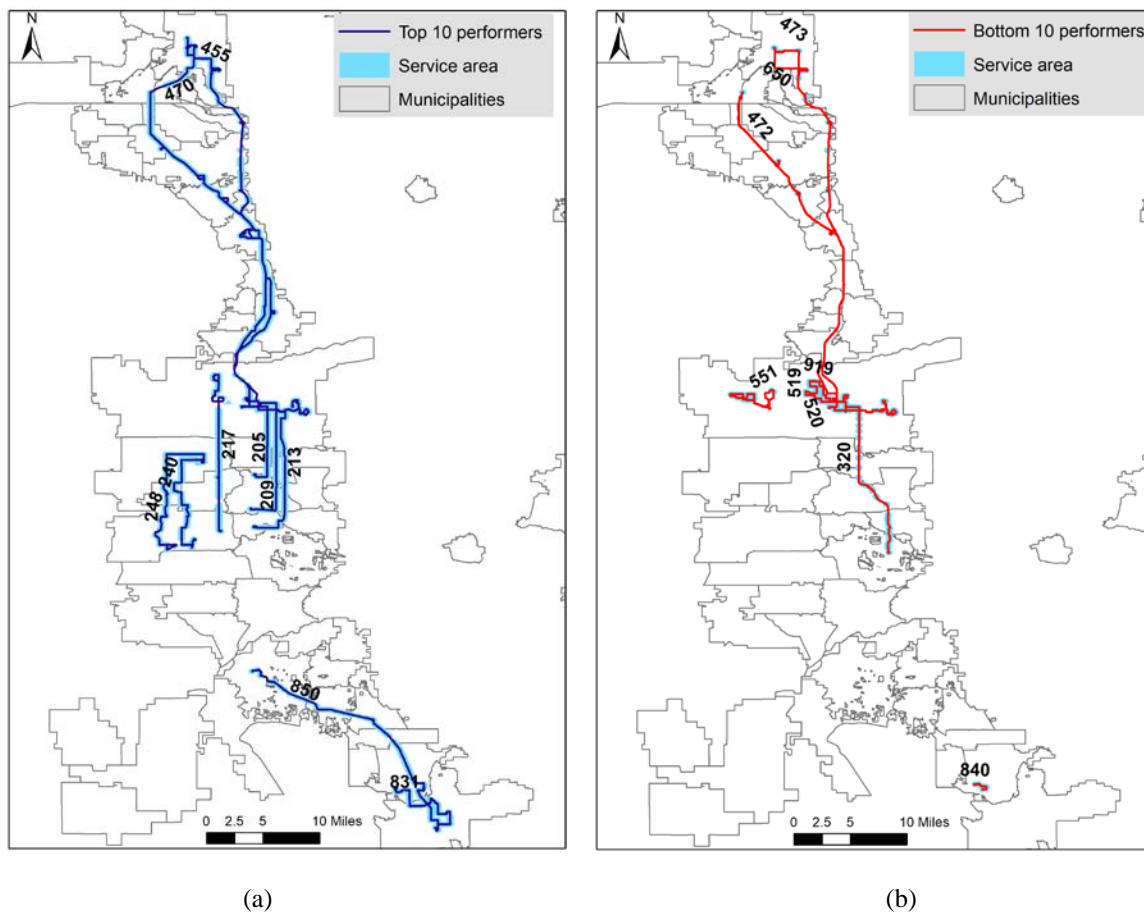 N
Top 10 performers
Service area
Municipalities
455
470
217
205
213
209
240
248
850
831
0 2.5 5 10 Miles
(a)
N
Bottom 10 performers
Service area
Municipalities
473
650
472
551
519
919
520
320
840
0 2.5 5 10 Miles
(b)